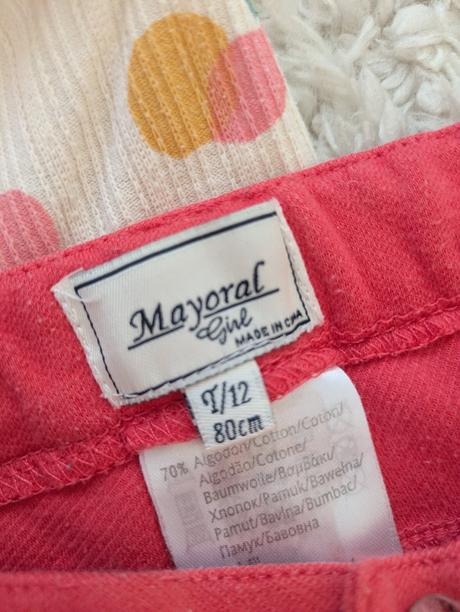 Mayoral
Girl
MADE IN CHINA
T/12
80cm
70% Algodón/Cotton/Coton/
Algodão/Cotone/
Baumwolle/Βαμβάκι/
Хлопок/Pamuk/Bawełna/
Pamut/Bavlna/Bumbac/
Памук/Бавовна